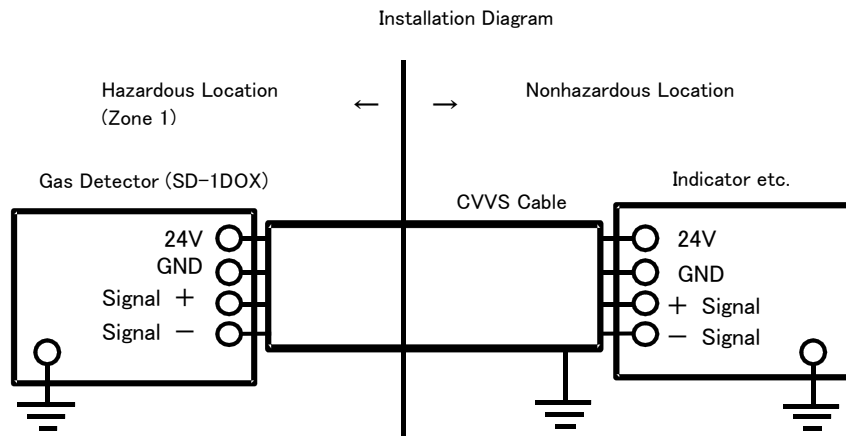 Installation Diagram
Hazardous Location
(Zone 1)
← →
Nonhazardous Location
Gas Detector (SD-1DOX)
CVVS Cable
Indicator etc.
24V
GND
Signal +
Signal -
24V
GND
+ Signal
- Signal